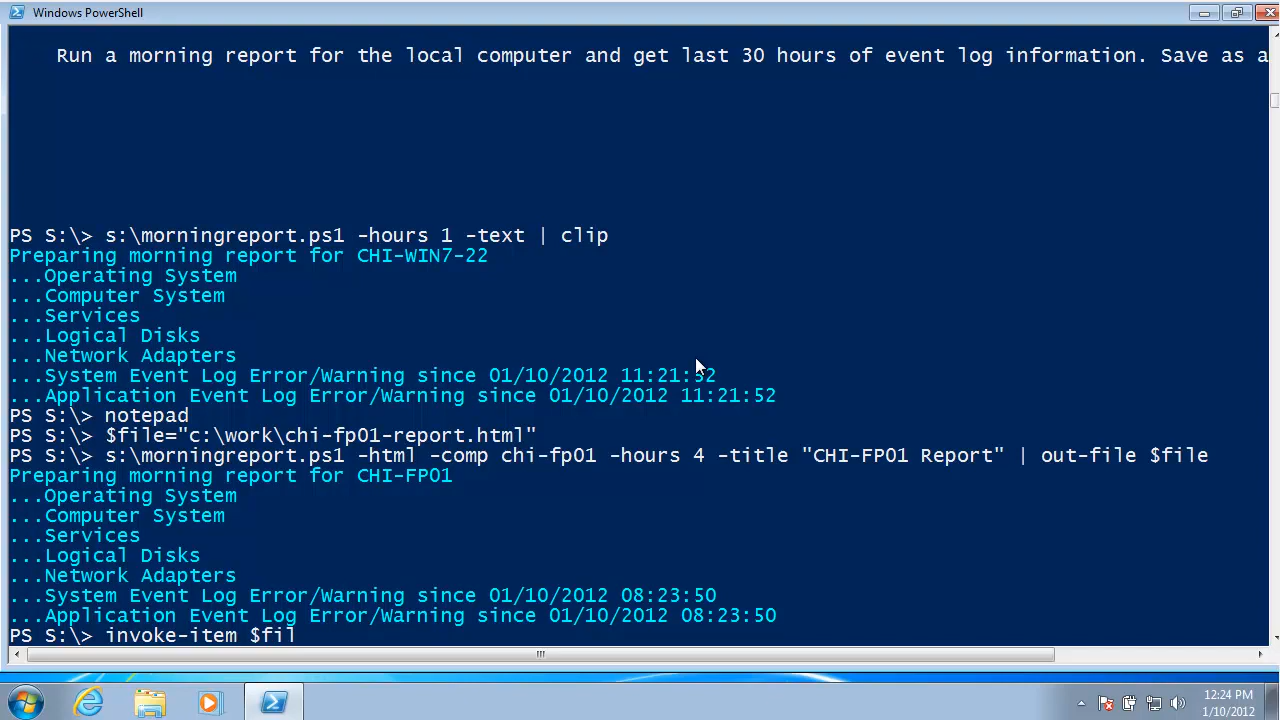 Windows PowerShell
Run a morning report for the local computer and get last 30 hours of event log information. Save as a
PS S:\> s:\morningreport.ps1 -hours 1 -text | clip
Preparing morning report for CHI-WIN7-22
...Operating System
...Computer System
...Services
...Logical Disks
...Network Adapters
...System Event Log Error/Warning since 01/10/2012 11:21:52
...Application Event Log Error/Warning since 01/10/2012 11:21:52
PS S:\> notepad
PS S:\> $file="c:\work\chi-fp01-report.html"
PS S:\> s:\morningreport.ps1 -html -comp chi-fp01 -hours 4 -title "CHI-FP01 Report" | out-file $file
Preparing morning report for CHI-FP01
...Operating System
...Computer System
...Services
...Logical Disks
...Network Adapters
...System Event Log Error/Warning since 01/10/2012 08:23:50
...Application Event Log Error/Warning since 01/10/2012 08:23:50
PS S:\> invoke-item $fil
12:24 PM
1/10/2012